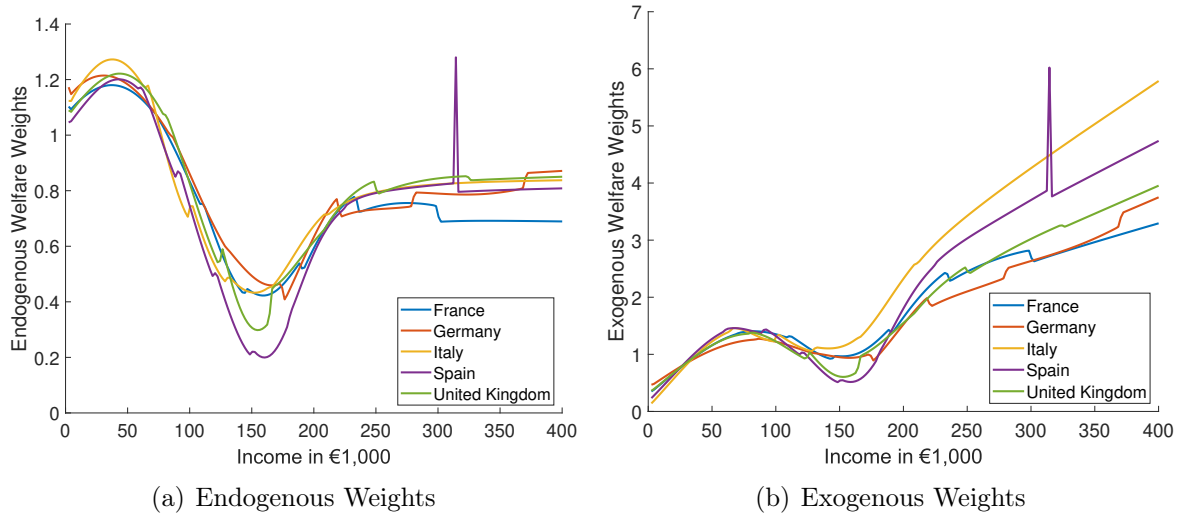 1.4
1.2
1
0.8
0.6
0.4
0.2
0
Endogenous Welfare Weights
France
Germany
Italy
Spain
United Kingdom
0 50 100 150 200 250 300 350 400
Income in €1,000
(a) Endogenous Weights
7
6
5
4
3
2
1
0
Exogenous Welfare Weights
France
Germany
Italy
Spain
United Kingdom
0 50 100 150 200 250 300 350 400
Income in €1,000
(b) Exogenous Weights